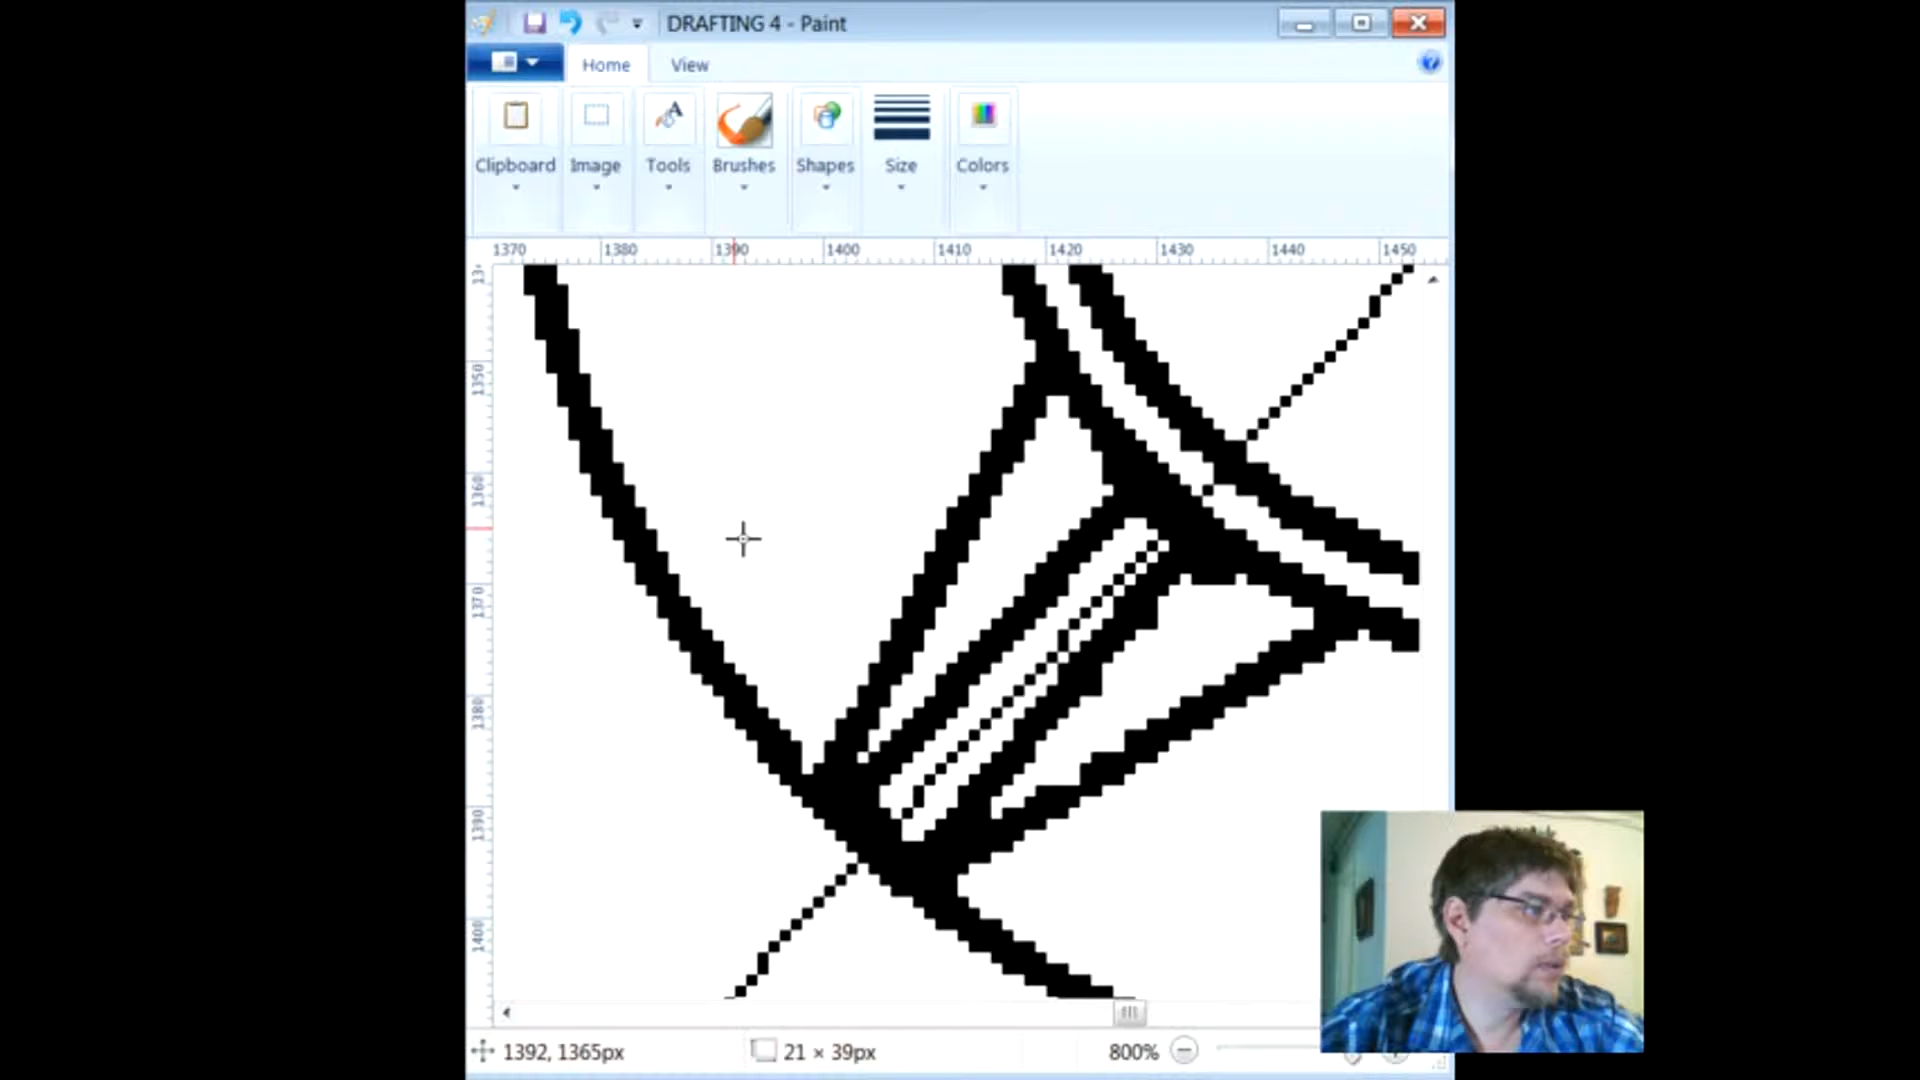 DRAFTING 4 - Paint
Home View
Clipboard Image Tools Brushes Shapes Size Colors
1370 1380 1390 1400 1410 1420 1430 1440 1450
1350
1360
1370
1380
1390
1400
1392, 1365px 21 × 39px 800%